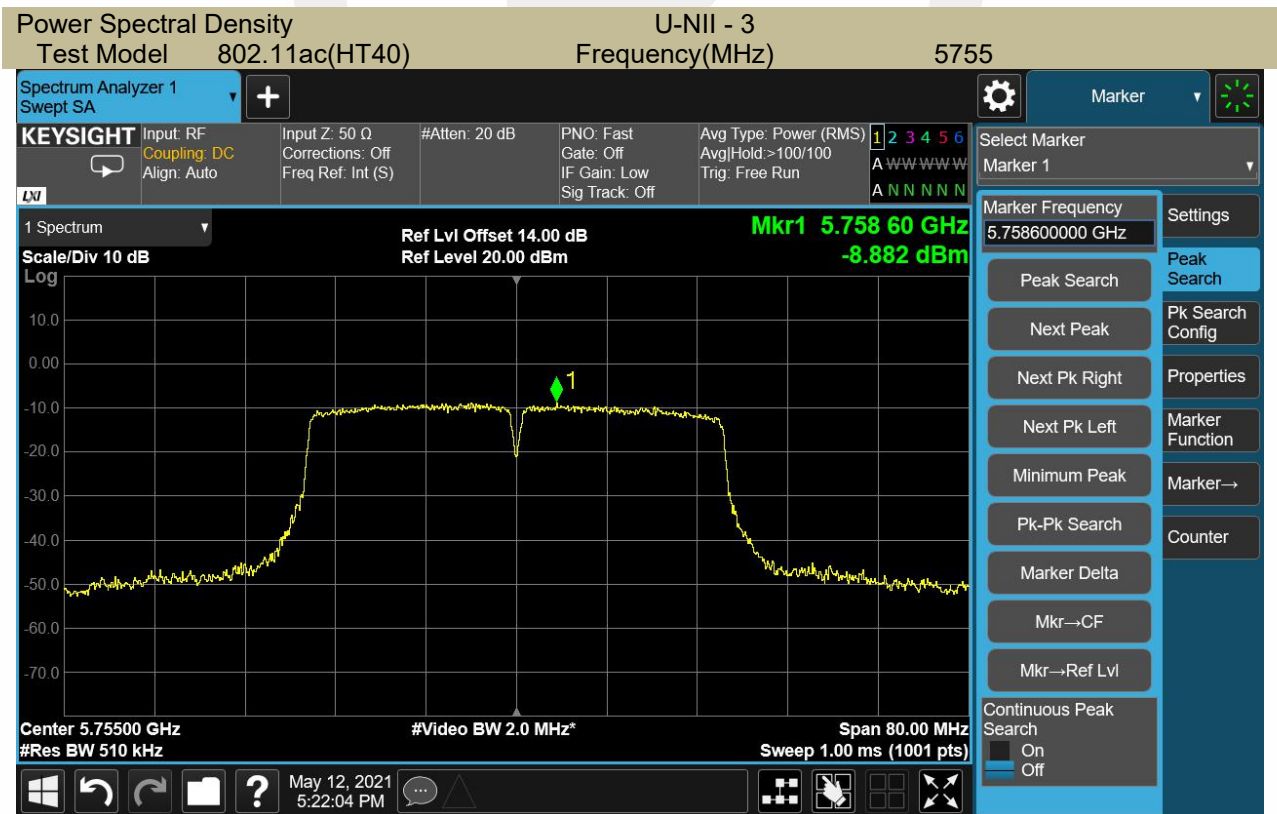 Power Spectral Density U-NII - 3
Test Model 802.11ac(HT40) Frequency(MHz) 5755
Spectrum Analyzer 1
Swept SA
+
Marker
KEYSIGHT
LXI
Input: RF
Coupling: DC
Align: Auto
Input Z: 50 Ω
Corrections: Off
Freq Ref: Int (S)
#Atten: 20 dB
PNO: Fast
Gate: Off
IF Gain: Low
Sig Track: Off
Avg Type: Power (RMS)
Avg|Hold:>100/100
Trig: Free Run
1 2 3 4 5 6
A W W W W W
A N N N N N
Select Marker
Marker 1
1 Spectrum
Scale/Div 10 dB
Ref Lvl Offset 14.00 dB
Ref Level 20.00 dBm
Mkr1 5.758 60 GHz
-8.882 dBm
Log
10.0
0.00
-10.0
-20.0
-30.0
-40.0
-50.0
-60.0
-70.0
1
Center 5.75500 GHz
#Res BW 510 kHz
#Video BW 2.0 MHz*
Span 80.00 MHz
Sweep 1.00 ms (1001 pts)
Marker Frequency
5.758600000 GHz
Peak Search
Next Peak
Next Pk Right
Next Pk Left
Minimum Peak
Pk-Pk Search
Marker Delta
Mkr→CF
Mkr→Ref Lvl
Continuous Peak
Search
On
Off
Settings
Peak
Search
Pk Search
Config
Properties
Marker
Function
Marker→
Counter
?
May 12, 2021
5:22:04 PM